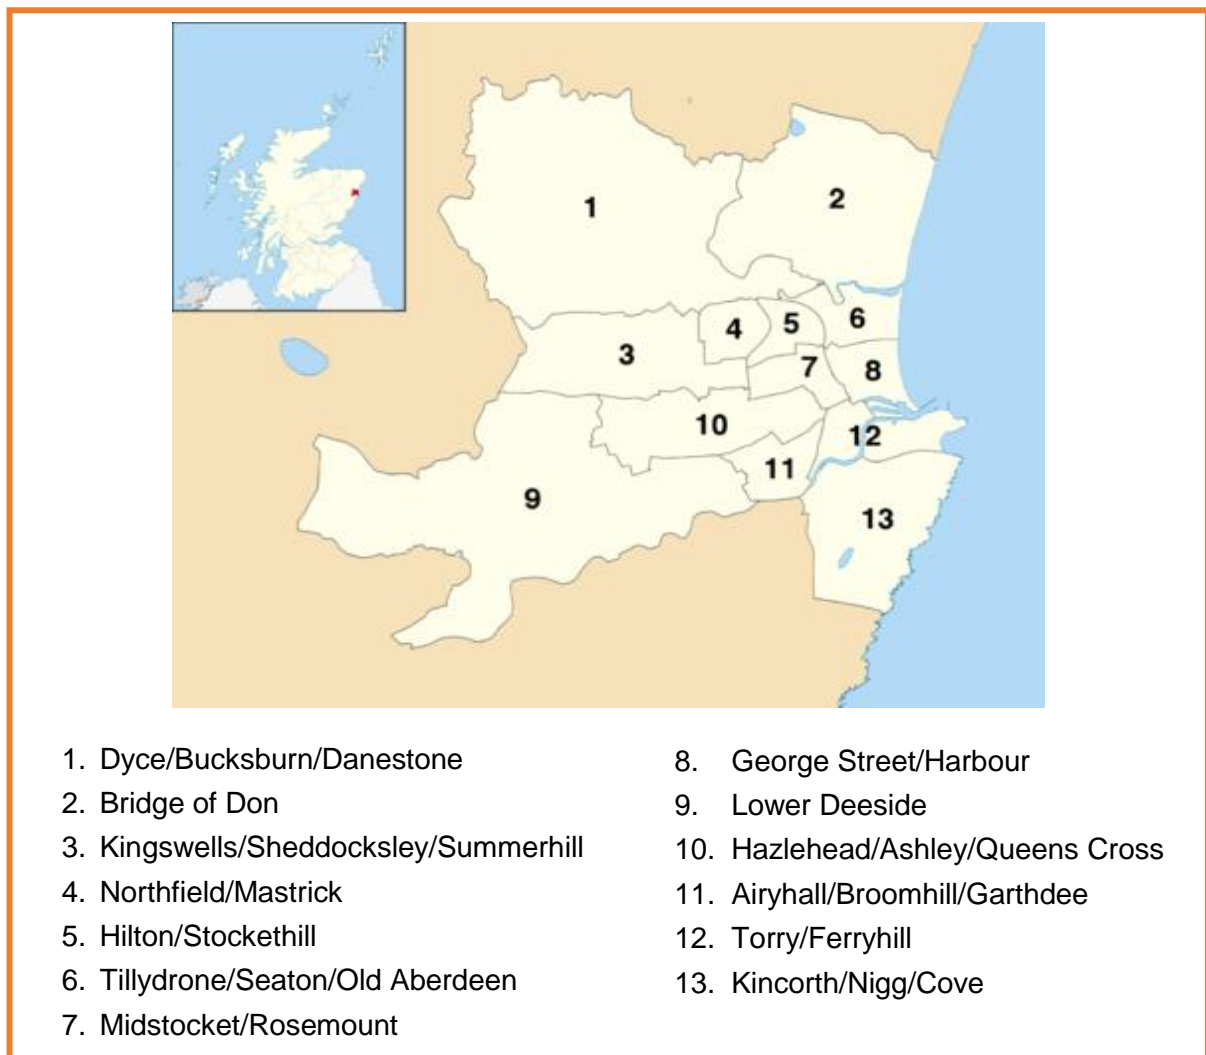 1
2
3
4
5
6
7
8
9
10
11
12
13
1. Dyce/Bucksburn/Danestone
2. Bridge of Don
3. Kingswells/Sheddocksley/Summerhill
4. Northfield/Mastrick
5. Hilton/Stockethill
6. Tillydrone/Seaton/Old Aberdeen
7. Midstocket/Rosemount
8. George Street/Harbour
9. Lower Deeside
10. Hazlehead/Ashley/Queens Cross
11. Airyhall/Broomhill/Garthdee
12. Torry/Ferryhill
13. Kincorth/Nigg/Cove